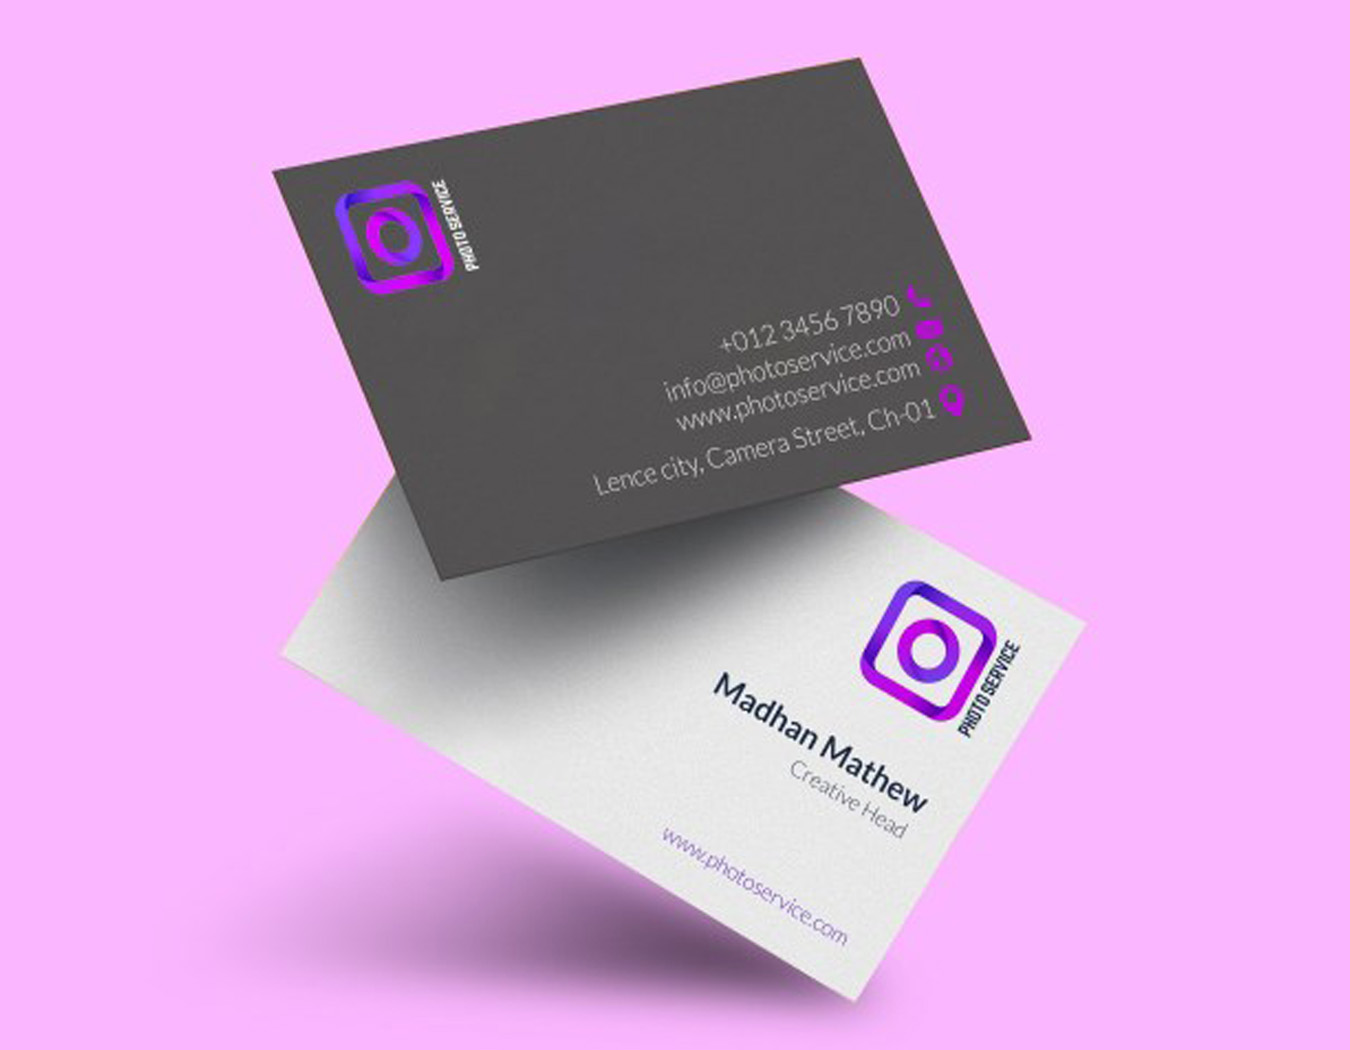 PHOTO SERVICE
+012 3456 7890
info@photoservice.com
www.photoservice.com
Lence city, Camera Street, Ch-01
PHOTO SERVICE
Madhan Mathew
Creative Head
www.photoservice.com